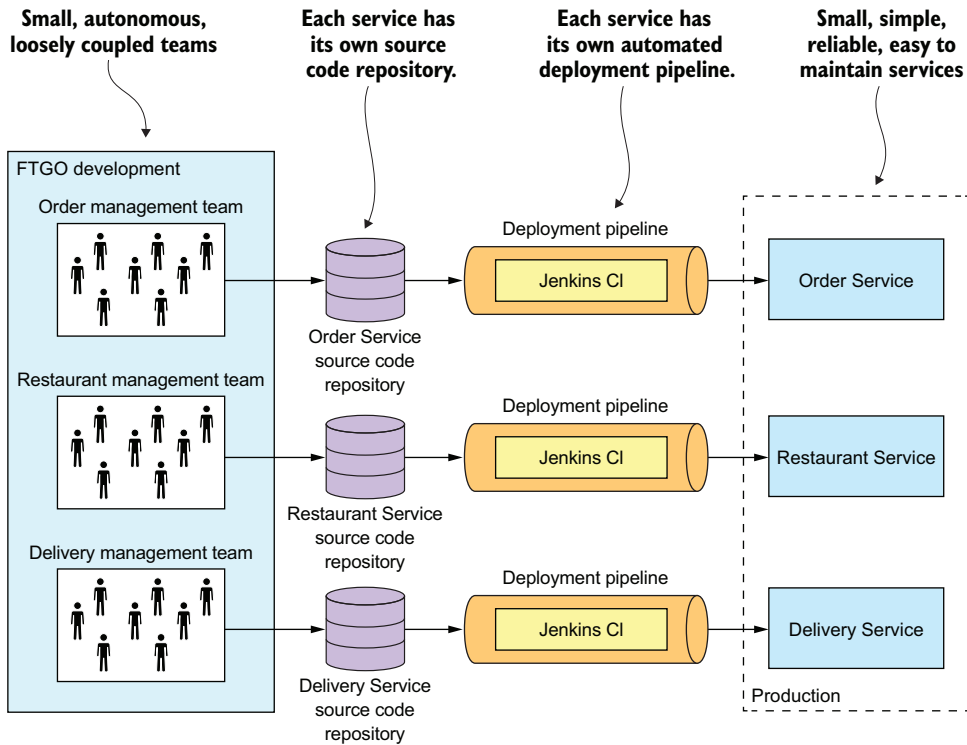 Small, autonomous,
loosely coupled teams
Each service has
its own source
code repository.
Each service has
its own automated
deployment pipeline.
Small, simple,
reliable, easy to
maintain services
FTGO development
Order management team
Deployment pipeline
Jenkins CI
Order Service
Order Service
source code
repository
Restaurant management team
Deployment pipeline
Jenkins CI
Restaurant Service
Restaurant Service
source code
repository
Delivery management team
Deployment pipeline
Jenkins CI
Delivery Service
Delivery Service
source code
repository
Production